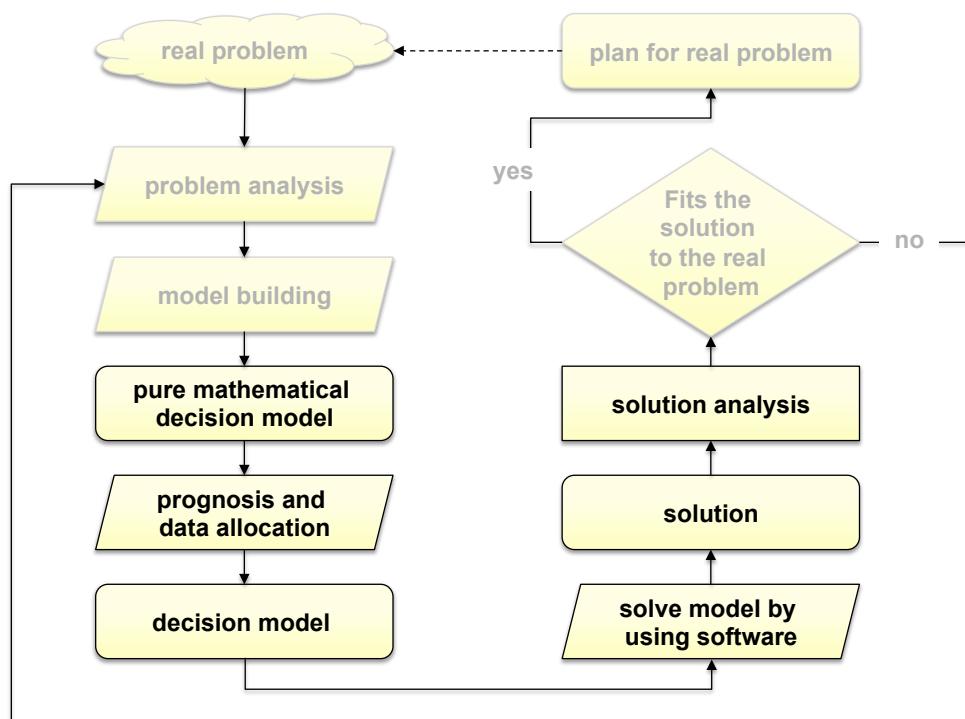 real problem
plan for real problem
problem analysis
yes
Fits the
solution
to the real
problem
no
model building
pure mathematical
decision model
solution analysis
prognosis and
data allocation
solution
decision model
solve model by
using software